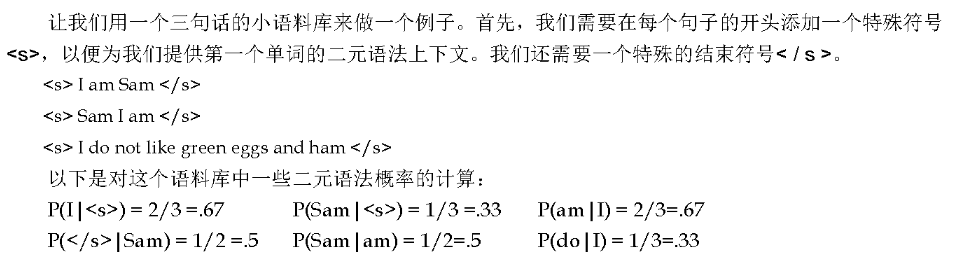 让我们用一个三句话的小语料库来做一个例子。首先，我们需要在每个句子的开头添加一个特殊符号
<s>，以便为我们提供第一个单词的二元语法上下文。我们还需要一个特殊的结束符号< / s >。
<s> I am Sam </s>
<s> Sam I am </s>
<s> I do not like green eggs and ham </s>
以下是对这个语料库中一些二元语法概率的计算：
P(I|<s>) = 2/3 =.67 P(Sam|<s>) = 1/3 =.33 P(am|I) = 2/3=.67
P(</s>|Sam) = 1/2 =.5 P(Sam|am) = 1/2=.5 P(do|I) = 1/3=.33